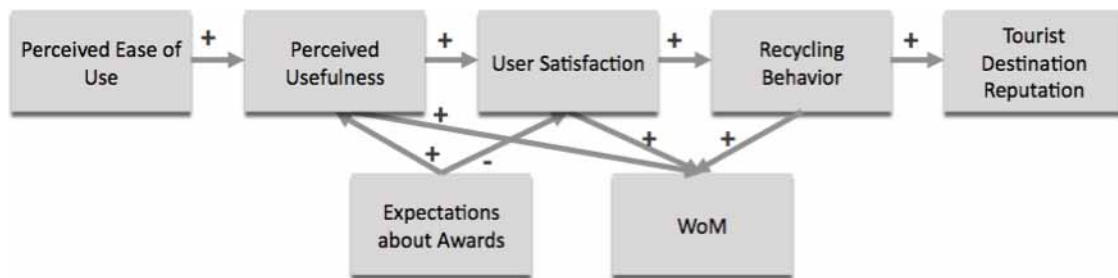 Perceived Ease of
Use
+
Perceived
Usefulness
+
User Satisfaction
+
Recycling
Behavior
+
Tourist
Destination
Reputation
+
+
-
+
+
Expectations
about Awards
WoM